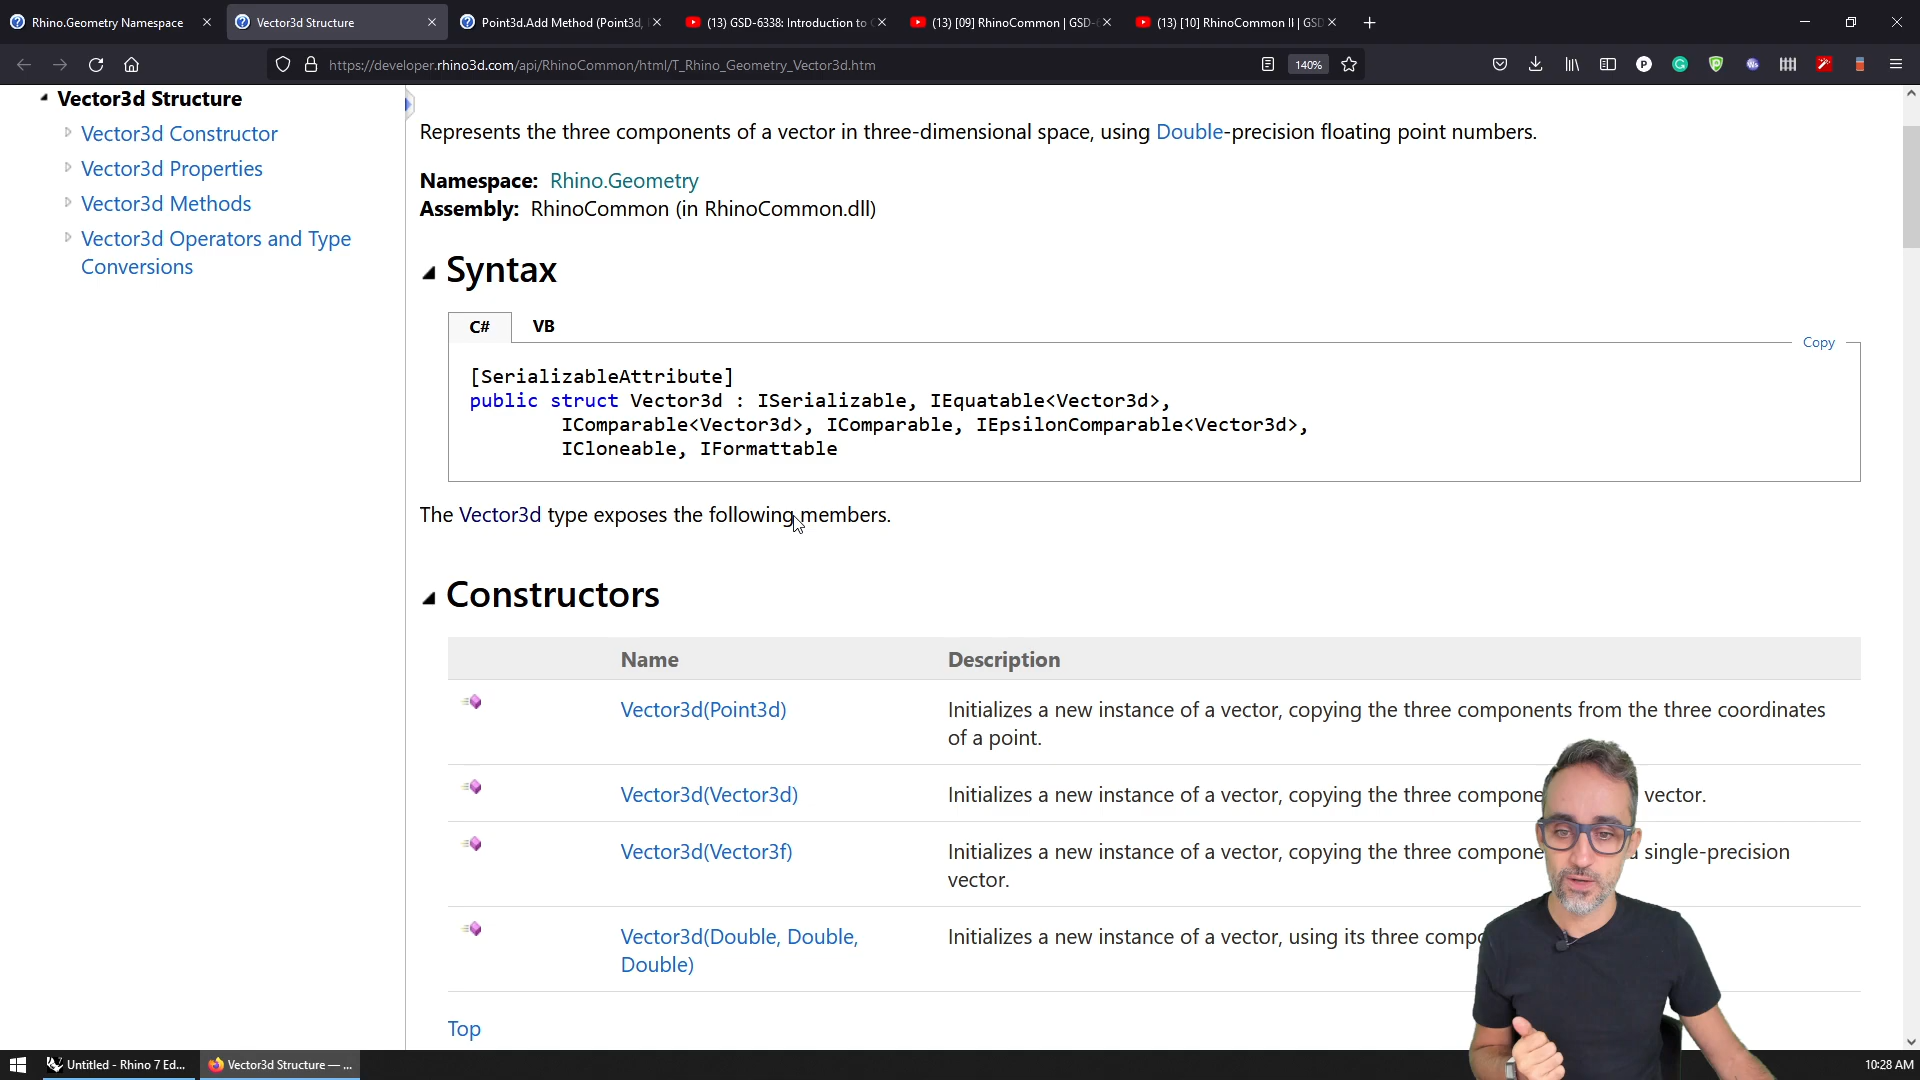 Rhino.Geometry Namespace
Vector3d Structure
Point3d.Add Method (Point3d,
(13) GSD-6338: Introduction to
(13) [09] RhinoCommon | GSD-
(13) [10] RhinoCommon II | GSD
https://developer.rhino3d.com/api/RhinoCommon/html/T_Rhino_Geometry_Vector3d.htm
140%
Vector3d Structure
Vector3d Constructor
Vector3d Properties
Vector3d Methods
Vector3d Operators and Type
Conversions
Represents the three components of a vector in three-dimensional space, using Double-precision floating point numbers.
Namespace: Rhino.Geometry
Assembly: RhinoCommon (in RhinoCommon.dll)
Syntax
C# VB
Copy
[SerializableAttribute]
public struct Vector3d : ISerializable, IEquatable<Vector3d>,
IComparable<Vector3d>, IComparable, IEpsilonComparable<Vector3d>,
ICloneable, IFormattable
The Vector3d type exposes the following members.
Constructors
Name Description
Vector3d(Point3d) Initializes a new instance of a vector, copying the three components from the three coordinates
of a point.
Vector3d(Vector3d) Initializes a new instance of a vector, copying the three compone vector.
Vector3d(Vector3f) Initializes a new instance of a vector, copying the three compone single-precision
vector.
Vector3d(Double, Double, Initializes a new instance of a vector, using its three compo
Double)
Top
Untitled - Rhino 7 Ed...
Vector3d Structure — ...
10:28 AM